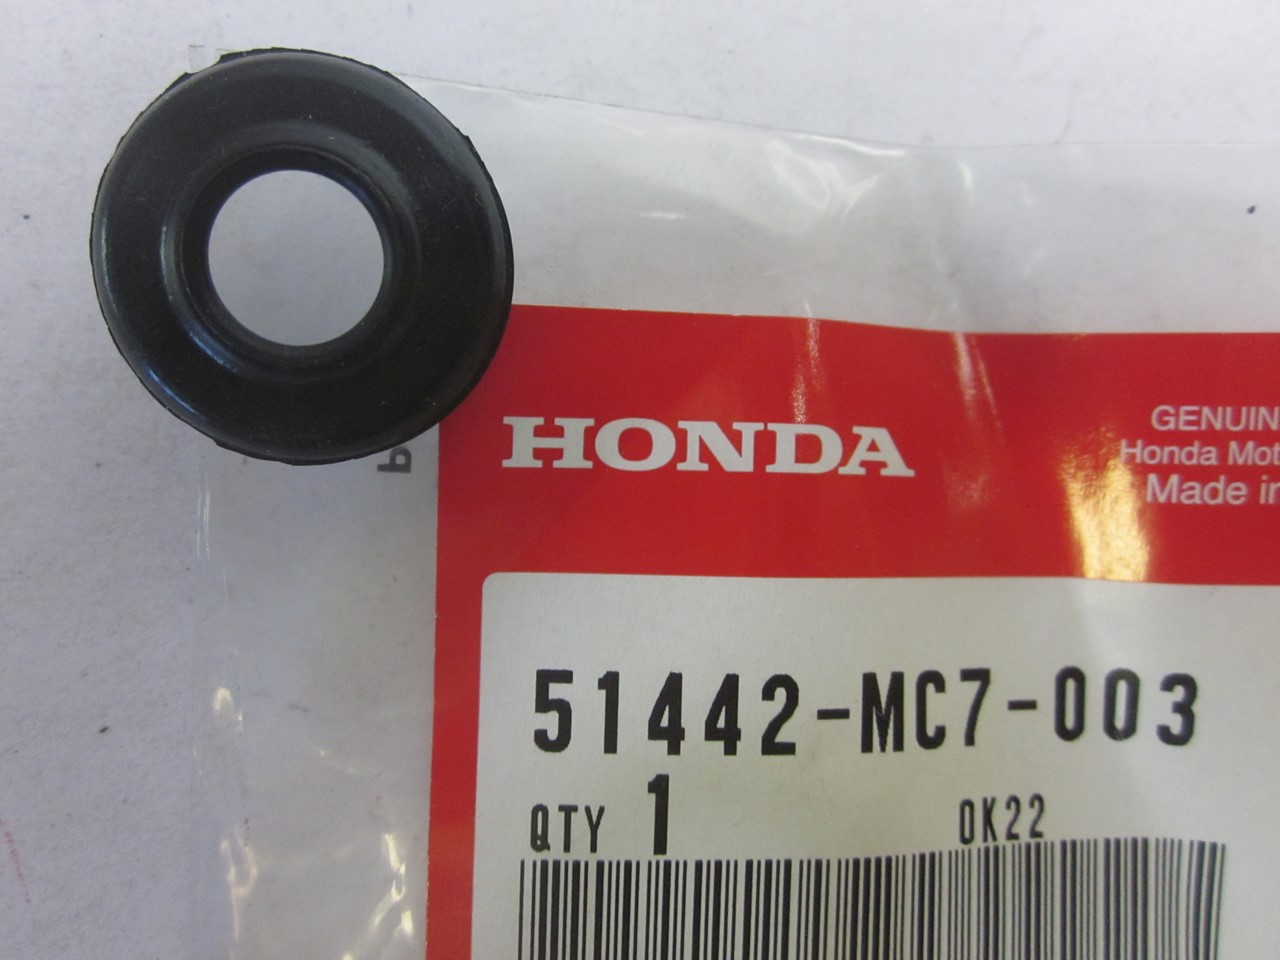 HONDA
GENUIN
Honda Mot
Made in
51442-MC7-003
QTY 1
0K22